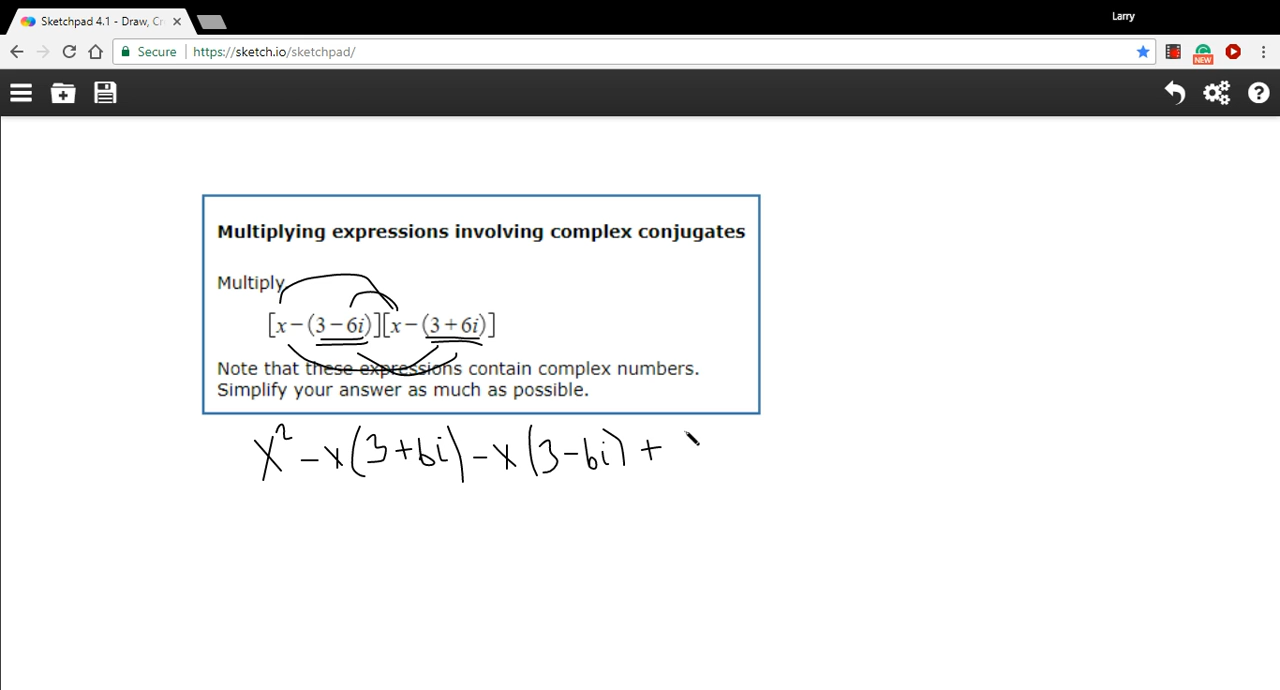 Larry
Sketchpad 4.1 - Draw, Cr
Secure https://sketch.io/sketchpad/
NEW
Multiplying expressions involving complex conjugates
Multiply
[x−(3−6i)][x−(3+6i)]
Note that these expressions contain complex numbers.
Simplify your answer as much as possible.
x² − x(3+6i) − x(3−6i) +